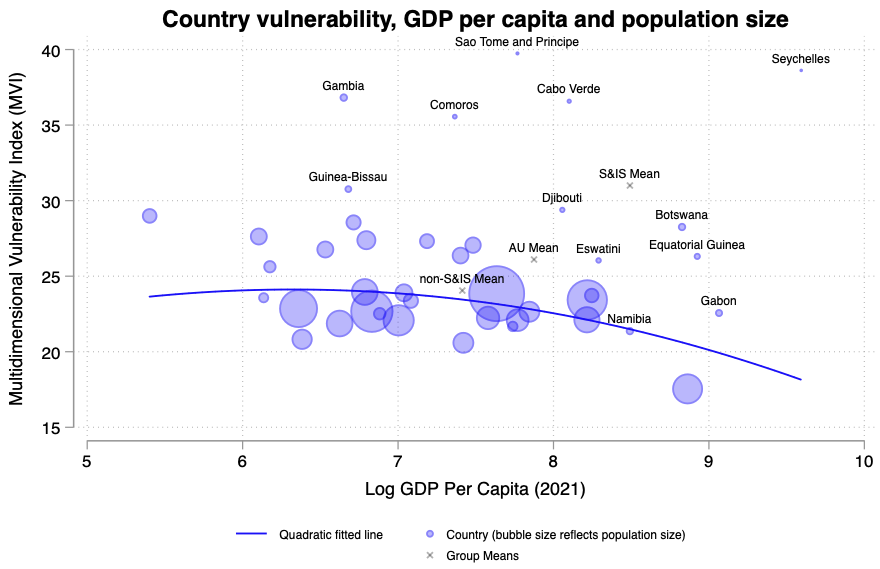 Country vulnerability, GDP per capita and population size
Multidimensional Vulnerability Index (MVI)
40
35
30
25
20
15
Sao Tome and Principe
Seychelles
Gambia
Cabo Verde
Comoros
S&IS Mean
Guinea-Bissau
Djibouti
Botswana
AU Mean
Eswatini
Equatorial Guinea
non-S&IS Mean
Gabon
Namibia
5 6 7 8 9 10
Log GDP Per Capita (2021)
Quadratic fitted line
Country (bubble size reflects population size)
Group Means